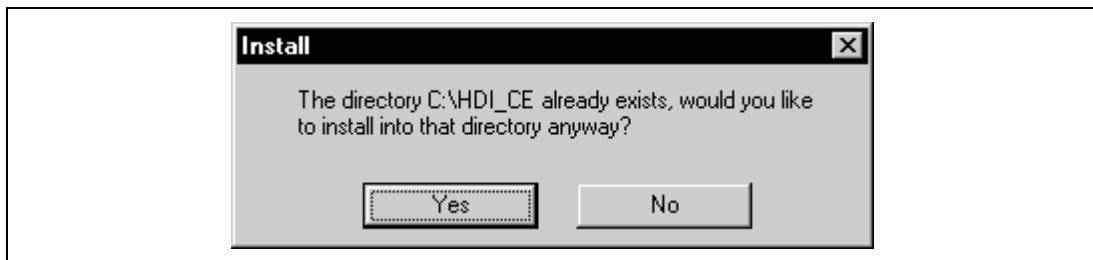 Install
The directory C:\HDI_CE already exists, would you like
to install into that directory anyway?
Yes
No